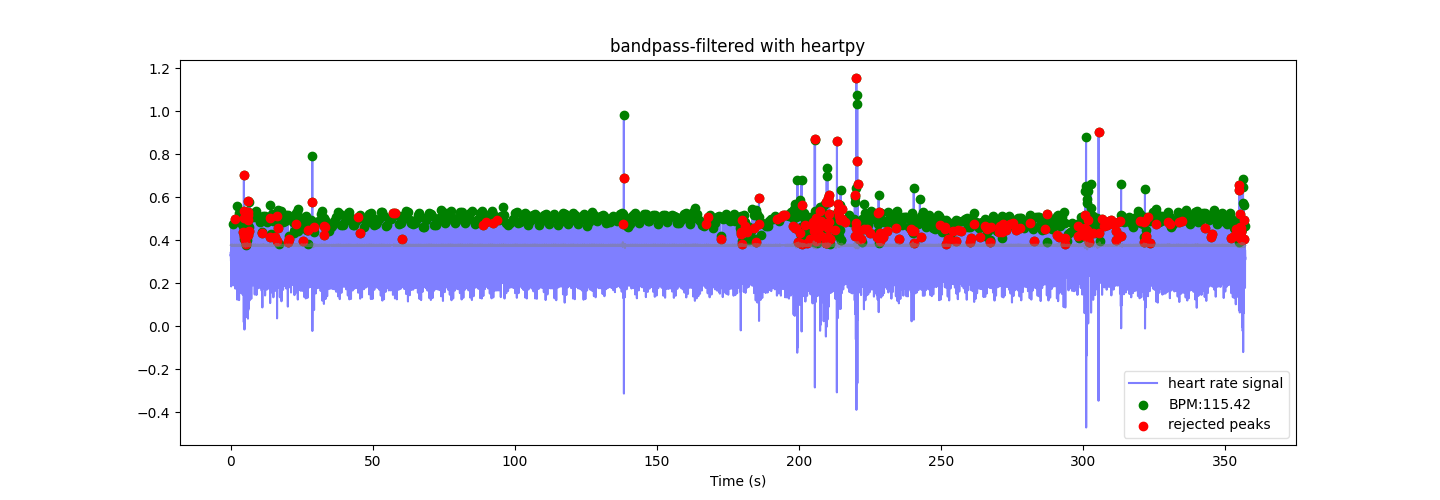 bandpass-filtered with heartpy
1.2
1.0
0.8
0.6
0.4
0.2
0.0
−0.2
−0.4
0 50 100 150 200 250 300 350
Time (s)
heart rate signal
BPM:115.42
rejected peaks